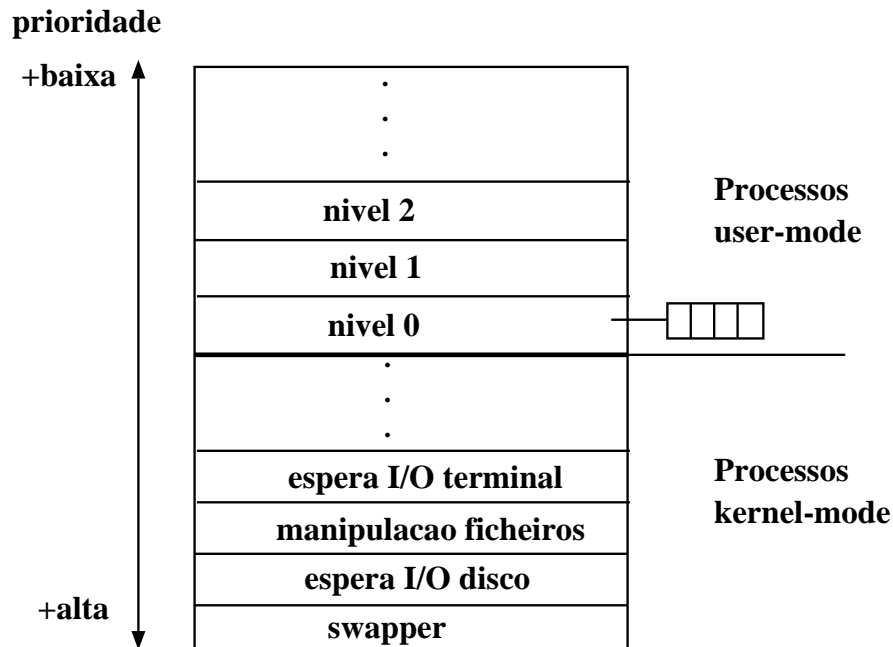 prioridade
+baixa
.
.
.
nivel 2
Processos
user-mode
nivel 1
nivel 0
.
.
.
espera I/O terminal
Processos
kernel-mode
manipulacao ficheiros
espera I/O disco
+alta
swapper